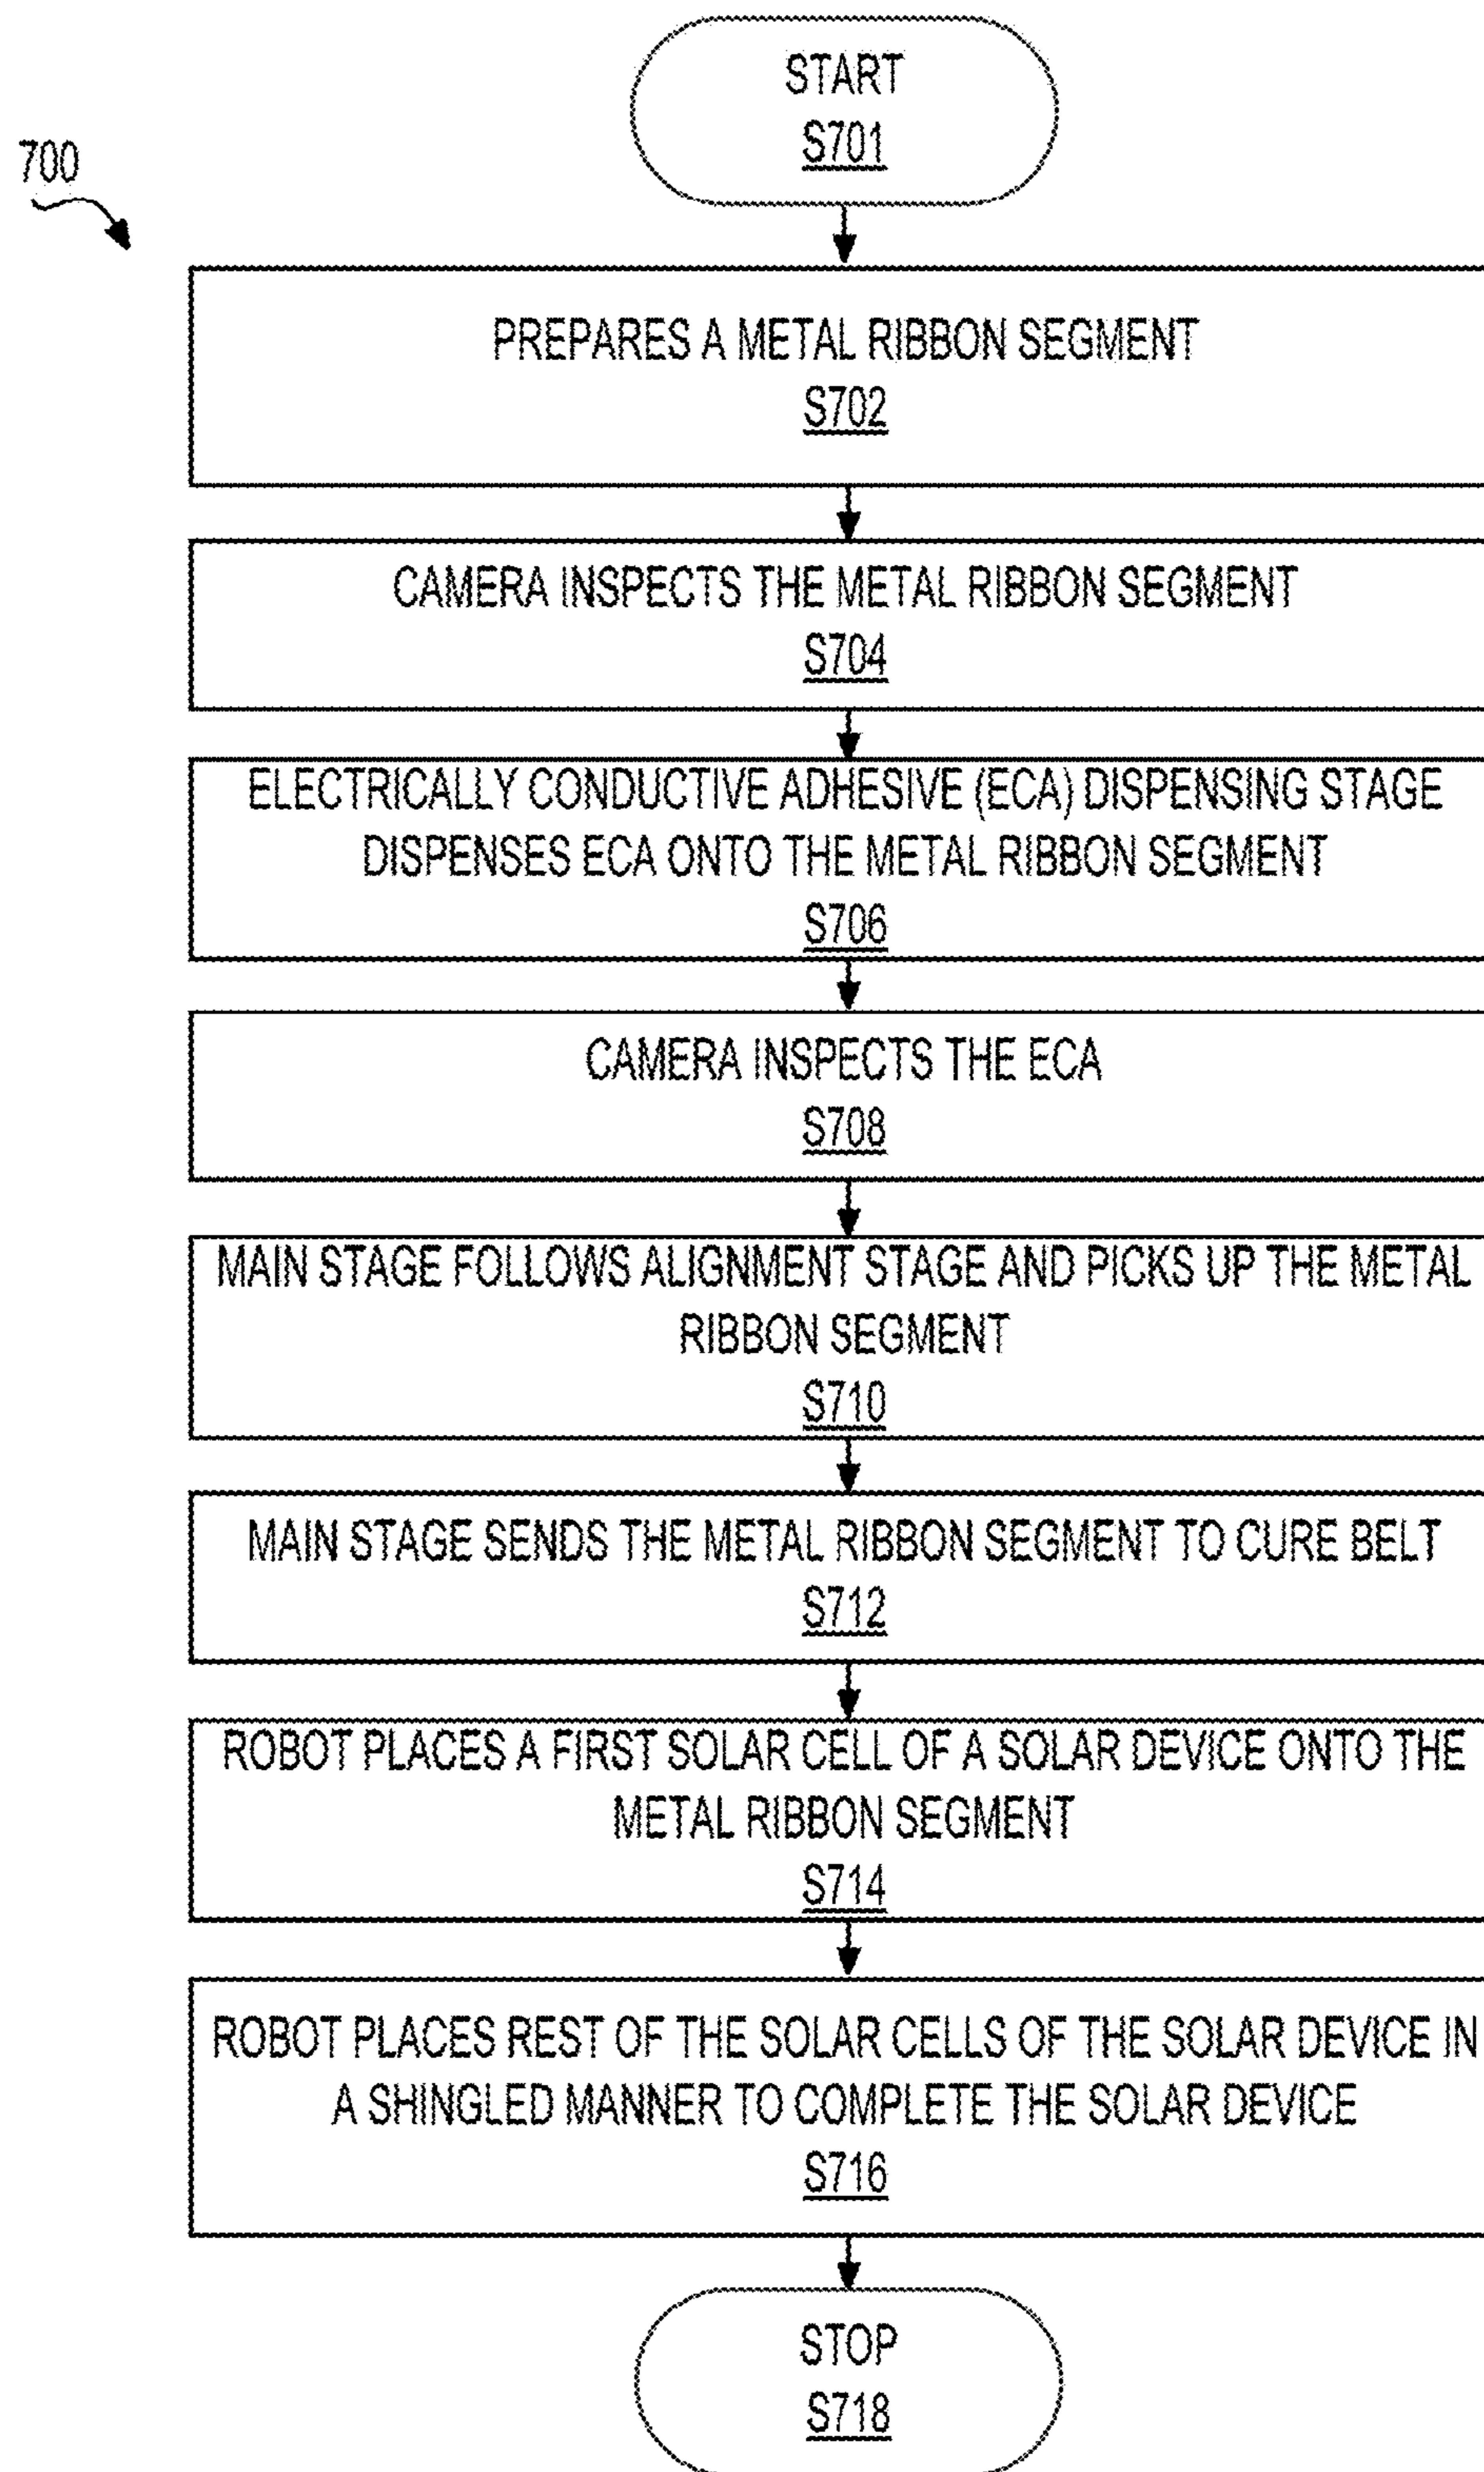 START
S701
700
PREPARES A METAL RIBBON SEGMENT
S702
CAMERA INSPECTS THE METAL RIBBON SEGMENT
S704
ELECTRICALLY CONDUCTIVE ADHESIVE (ECA) DISPENSING STAGE
DISPENSES ECA ONTO THE METAL RIBBON SEGMENT
S706
CAMERA INSPECTS THE ECA
S708
MAIN STAGE FOLLOWS ALIGNMENT STAGE AND PICKS UP THE METAL
RIBBON SEGMENT
S710
MAIN STAGE SENDS THE METAL RIBBON SEGMENT TO CURE BELT
S712
ROBOT PLACES A FIRST SOLAR CELL OF A SOLAR DEVICE ONTO THE
METAL RIBBON SEGMENT
S714
ROBOT PLACES REST OF THE SOLAR CELLS OF THE SOLAR DEVICE IN
A SHINGLED MANNER TO COMPLETE THE SOLAR DEVICE
S716
STOP
S718